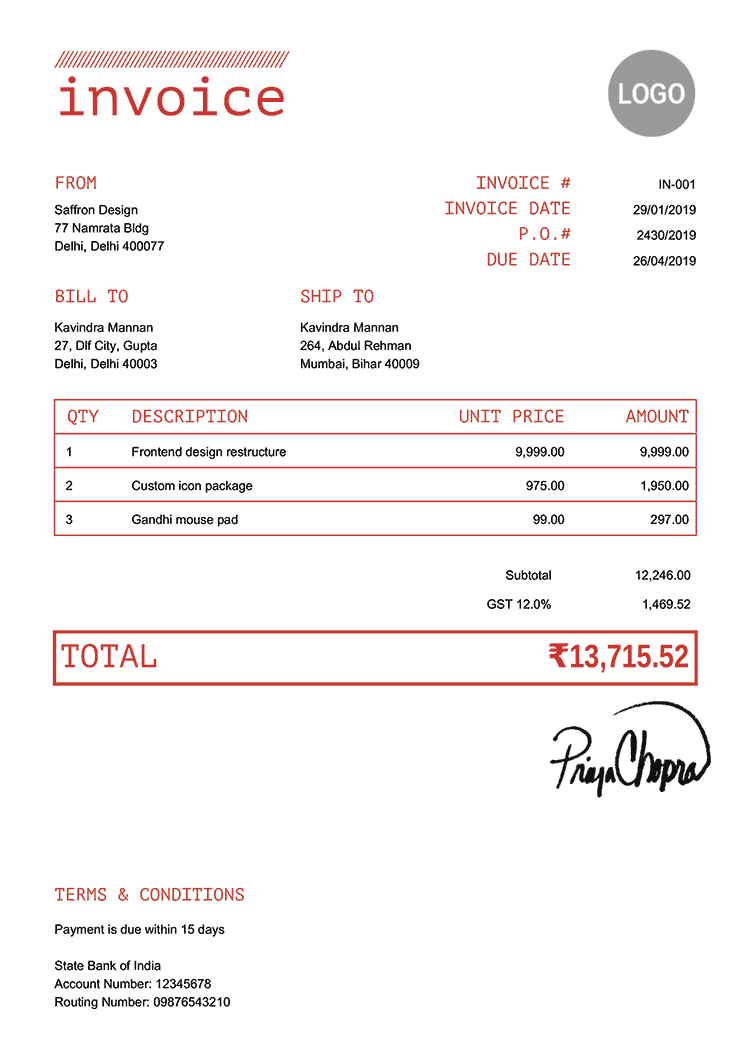 invoice
LOGO
FROM
Saffron Design
77 Namrata Bldg
Delhi, Delhi 400077
INVOICE # IN-001
INVOICE DATE 29/01/2019
P.O.# 2430/2019
DUE DATE 26/04/2019
BILL TO
Kavindra Mannan
27, Dlf City, Gupta
Delhi, Delhi 40003
SHIP TO
Kavindra Mannan
264, Abdul Rehman
Mumbai, Bihar 40009
QTY DESCRIPTION UNIT PRICE AMOUNT
1 Frontend design restructure 9,999.00 9,999.00
2 Custom icon package 975.00 1,950.00
3 Gandhi mouse pad 99.00 297.00
Subtotal 12,246.00
GST 12.0% 1,469.52
TOTAL ₹13,715.52
Priya Chopra
TERMS & CONDITIONS
Payment is due within 15 days
State Bank of India
Account Number: 12345678
Routing Number: 09876543210